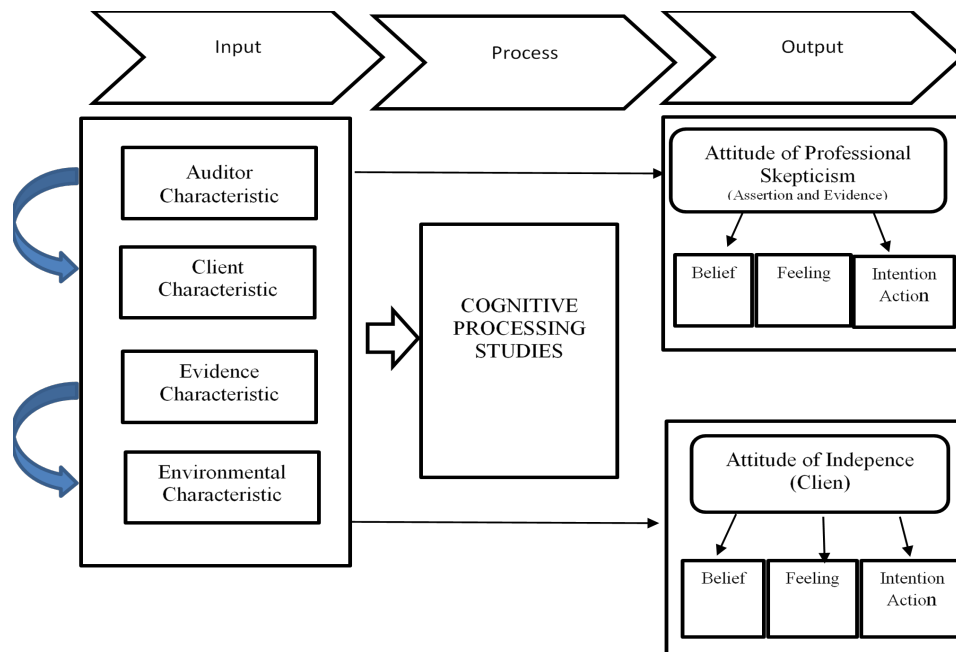 Input
Process
Output
Auditor
Characteristic
Client
Characteristic
Evidence
Characteristic
Environmental
Characteristic
COGNITIVE
PROCESSING
STUDIES
Attitude of Professional
Skepticism
(Assertion and Evidence)
Belief
Feeling
Intention
Action
Attitude of Indepence
(Clien)
Belief
Feeling
Intention
Action